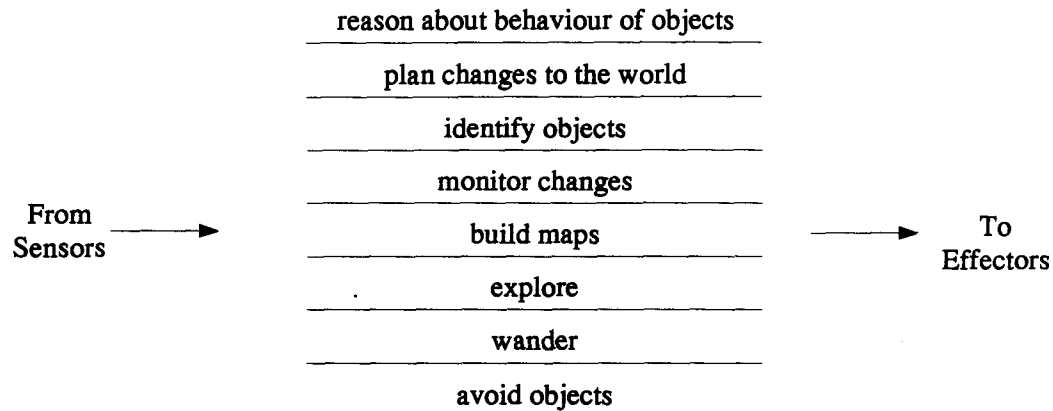 reason about behaviour of objects
plan changes to the world
identify objects
monitor changes
From
Sensors
build maps
To
Effectors
explore
wander
avoid objects